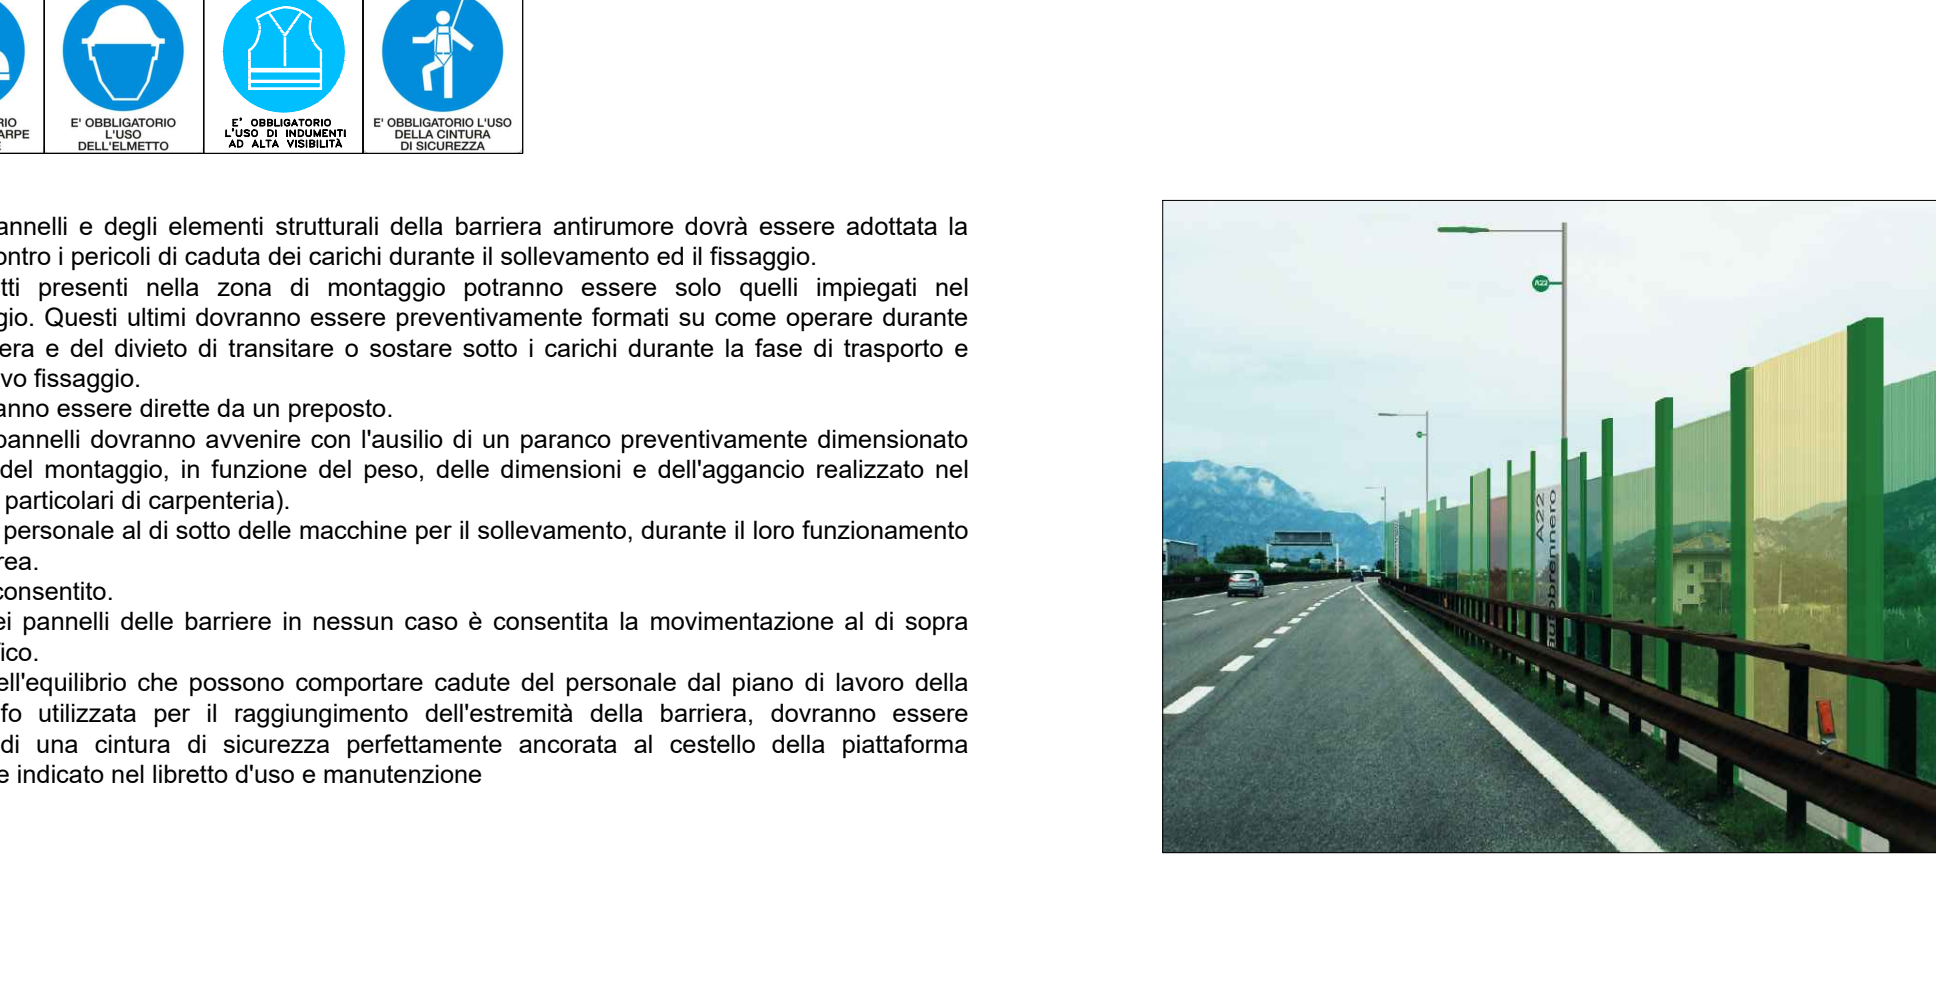 RIO
ARPE
E
E' OBBLIGATORIO
L'USO
DELL'ELMETTO
E' OBBLIGATORIO
L'USO DI INDUMENTI
AD ALTA VISIBILITÀ
E' OBBLIGATORIO L'USO
DELLA CINTURA
DI SICUREZZA
annelli e degli elementi strutturali della barriera antirumore dovrà essere adottata la
ontro i pericoli di caduta dei carichi durante il sollevamento ed il fissaggio.
tti presenti nella zona di montaggio potranno essere solo quelli impiegati nel
gio. Questi ultimi dovranno essere preventivamente formati su come operare durante
era e del divieto di transitare o sostare sotto i carichi durante la fase di trasporto e
vo fissaggio.
anno essere dirette da un preposto.
pannelli dovranno avvenire con l'ausilio di un paranco preventivamente dimensionato
del montaggio, in funzione del peso, delle dimensioni e dell'aggancio realizzato nel
particolari di carpenteria).
personale al di sotto delle macchine per il sollevamento, durante il loro funzionamento
rea.
consentito.
ei pannelli delle barriere in nessun caso è consentita la movimentazione al di sopra
ico.
ell'equilibrio che possono comportare cadute del personale dal piano di lavoro della
fo utilizzata per il raggiungimento dell'estremità della barriera, dovranno essere
di una cintura di sicurezza perfettamente ancorata al cestello della piattaforma
e indicato nel libretto d'uso e manutenzione
A22
A22
autobrennero